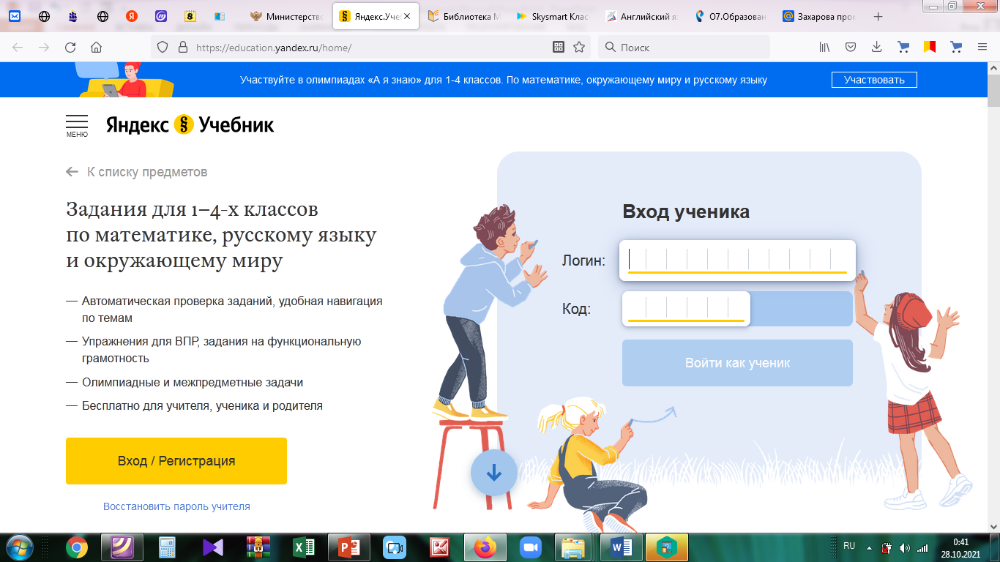 Министерств
Яндекс.Учеб
Библиотека М
Skysmart Клас
Английский яз
О7.Образован
Захарова про
https://education.yandex.ru/home/
Поиск
Участвуйте в олимпиадах «А я знаю» для 1-4 классов. По математике, окружающему миру и русскому языку
Участвовать
МЕНЮ
Яндекс § Учебник
К списку предметов
Задания для 1–4-х классов
по математике, русскому языку
и окружающему миру
— Автоматическая проверка заданий, удобная навигация
по темам
— Упражнения для ВПР, задания на функциональную
грамотность
— Олимпиадные и межпредметные задачи
— Бесплатно для учителя, ученика и родителя
Вход / Регистрация
Восстановить пароль учителя
Вход ученика
Логин:
Код:
Войти как ученик
RU
0:41
28.10.2021